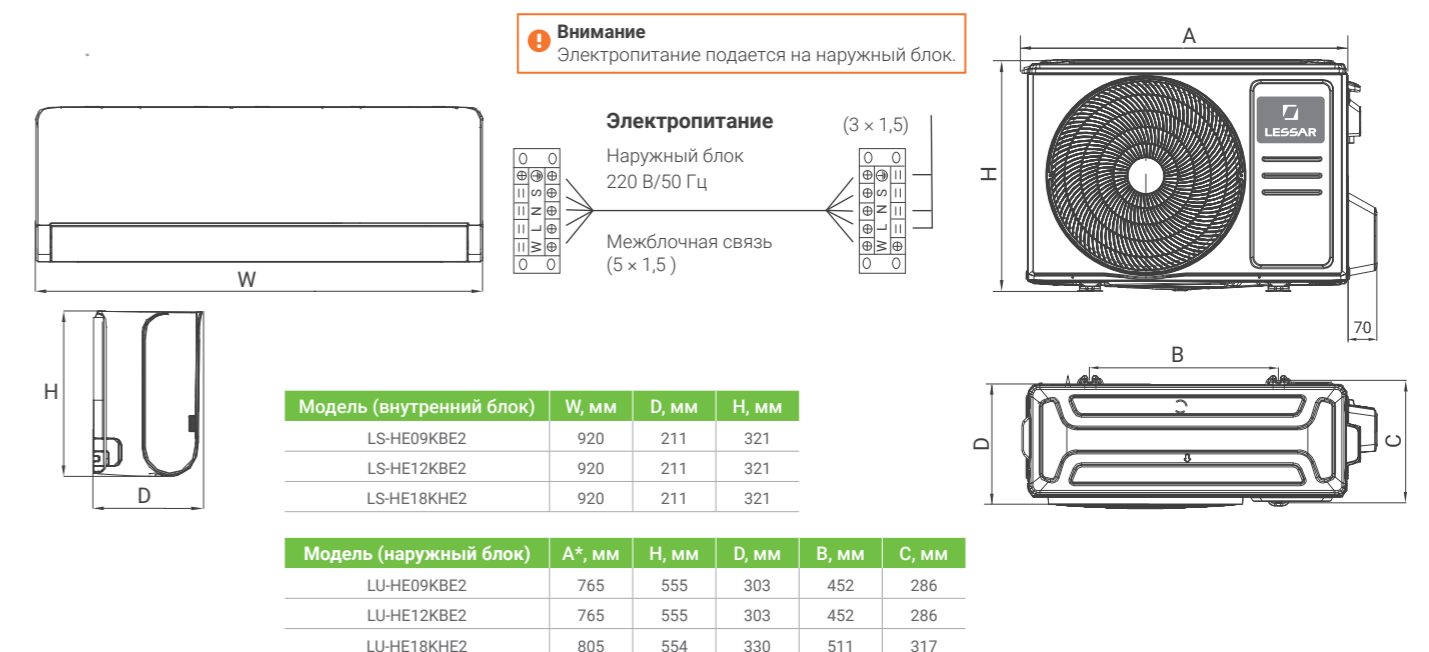 Внимание
Электропитание подается на наружный блок.
A
Электропитание
(3 × 1,5)
Наружный блок
220 В/50 Гц
W L N S
W L N S
Межблочная связь
(5 × 1,5 )
LESSAR
H
W
70
H
D
B
D
C
Модель (внутренний блок) W, мм D, мм H, мм
LS-HE09KBE2 920 211 321
LS-HE12KBE2 920 211 321
LS-HE18KHE2 920 211 321
Модель (наружный блок) A*, мм H, мм D, мм B, мм C, мм
LU-HE09KBE2 765 555 303 452 286
LU-HE12KBE2 765 555 303 452 286
LU-HE18KHE2 805 554 330 511 317